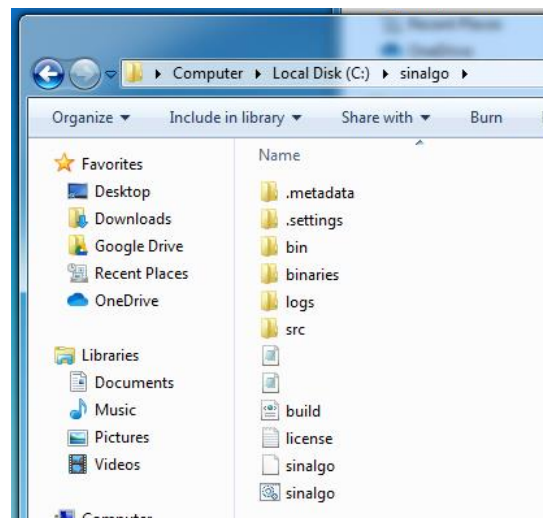 Computer ▸ Local Disk (C:) ▸ sinalgo ▸
Organize ▾ Include in library ▾ Share with ▾ Burn
Favorites
Desktop
Downloads
Google Drive
Recent Places
OneDrive
Libraries
Documents
Music
Pictures
Videos
Computer
Name
.metadata
.settings
bin
binaries
logs
src
build
license
sinalgo
sinalgo